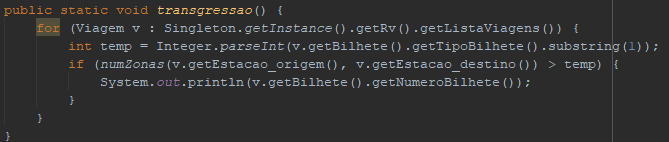 public static void transgressao() {
    for (Viagem v : Singleton.getInstance().getRv().getListaViagens()) {
        int temp = Integer.parseInt(v.getBilhete().getTipoBilhete().substring(1));
        if (numZonas(v.getEstacao_origem(), v.getEstacao_destino()) > temp) {
            System.out.println(v.getBilhete().getNumeroBilhete());
        }
    }
}